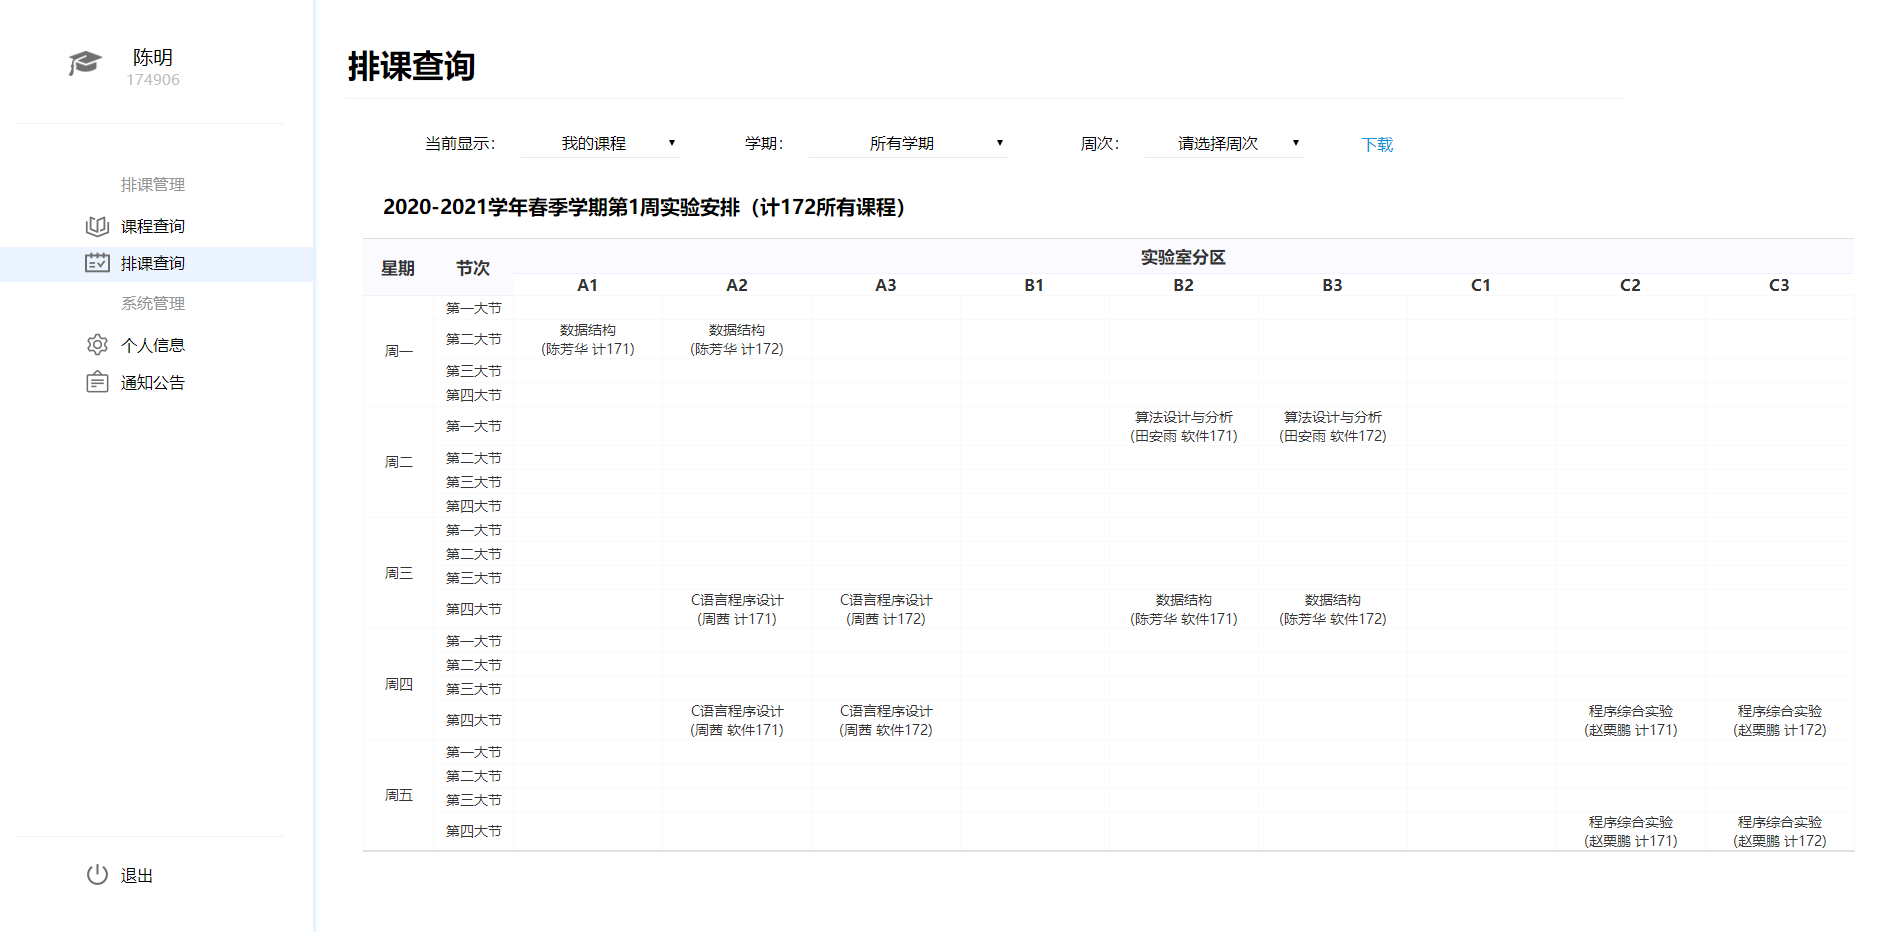 陈明
174906
排课管理
课程查询
排课查询
系统管理
个人信息
通知公告
退出
排课查询
当前显示： 我的课程 ▼ 学期： 所有学期 ▼ 周次： 请选择周次 ▼ 下载
2020-2021学年春季学期第1周实验安排（计172所有课程）
星期 节次 实验室分区
A1 A2 A3 B1 B2 B3 C1 C2 C3
周一
第一大节
第二大节 数据结构 数据结构
(陈芳华 计171) (陈芳华 计172)
第三大节
第四大节
周二
第一大节 算法设计与分析 算法设计与分析
(田安雨 软件171) (田安雨 软件172)
第二大节
第三大节
第四大节
周三
第一大节
第二大节
第三大节
第四大节 C语言程序设计 C语言程序设计 数据结构 数据结构
(周茜 计171) (周茜 计172) (陈芳华 软件171) (陈芳华 软件172)
周四
第一大节
第二大节
第三大节
第四大节 C语言程序设计 C语言程序设计 程序综合实验 程序综合实验
(周茜 软件171) (周茜 软件172) (赵栗鹏 计171) (赵栗鹏 计172)
周五
第一大节
第二大节
第三大节
第四大节 程序综合实验 程序综合实验
(赵栗鹏 计171) (赵栗鹏 计172)